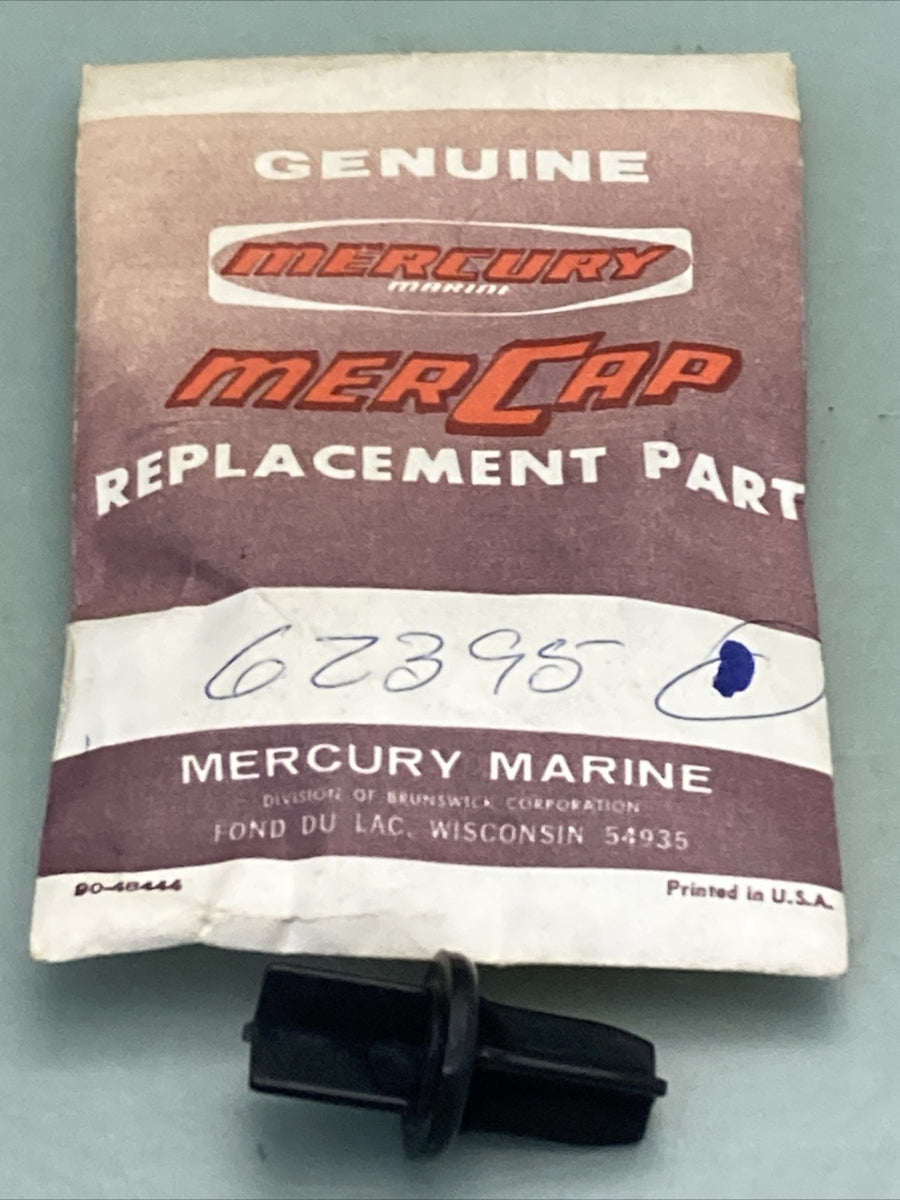 GENUINE
MERCURY
MARINE
MERCAP
REPLACEMENT PART
62395
MERCURY MARINE
DIVISION OF BRUNSWICK CORPORATION
FOND DU LAC, WISCONSIN 54935
90-48444
Printed in U.S.A.